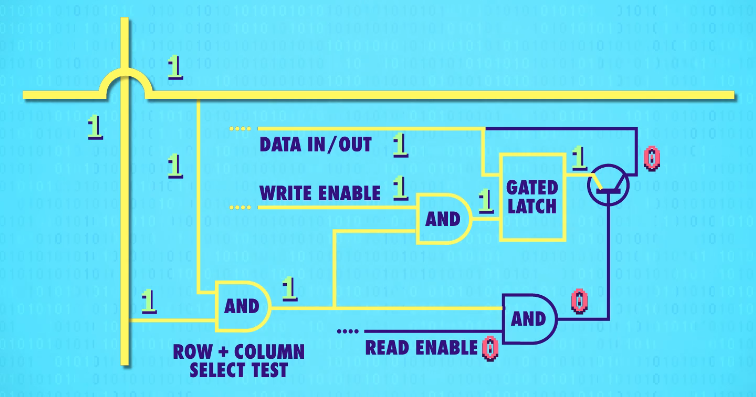 1
1
DATA IN/OUT 1
1
0
1
WRITE ENABLE 1
GATED
LATCH
AND
1
1
AND
1
0
AND
READ ENABLE 0
ROW + COLUMN
SELECT TEST